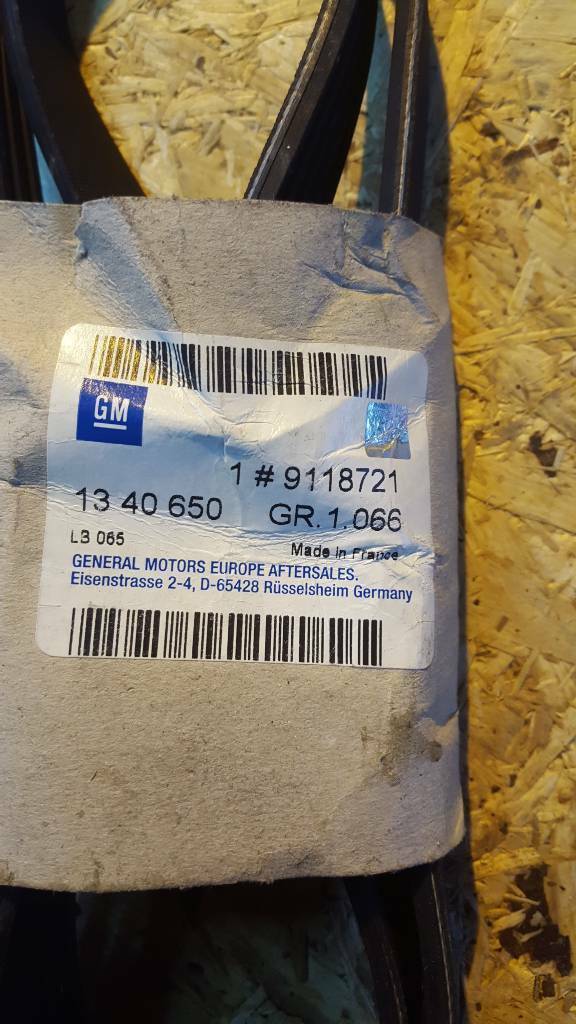 GM
1 # 9118721
13 40 650 GR.1.066
LB 065
Made in France
GENERAL MOTORS EUROPE AFTERSALES.
Eisenstrasse 2-4, D-65428 Rüsselsheim Germany